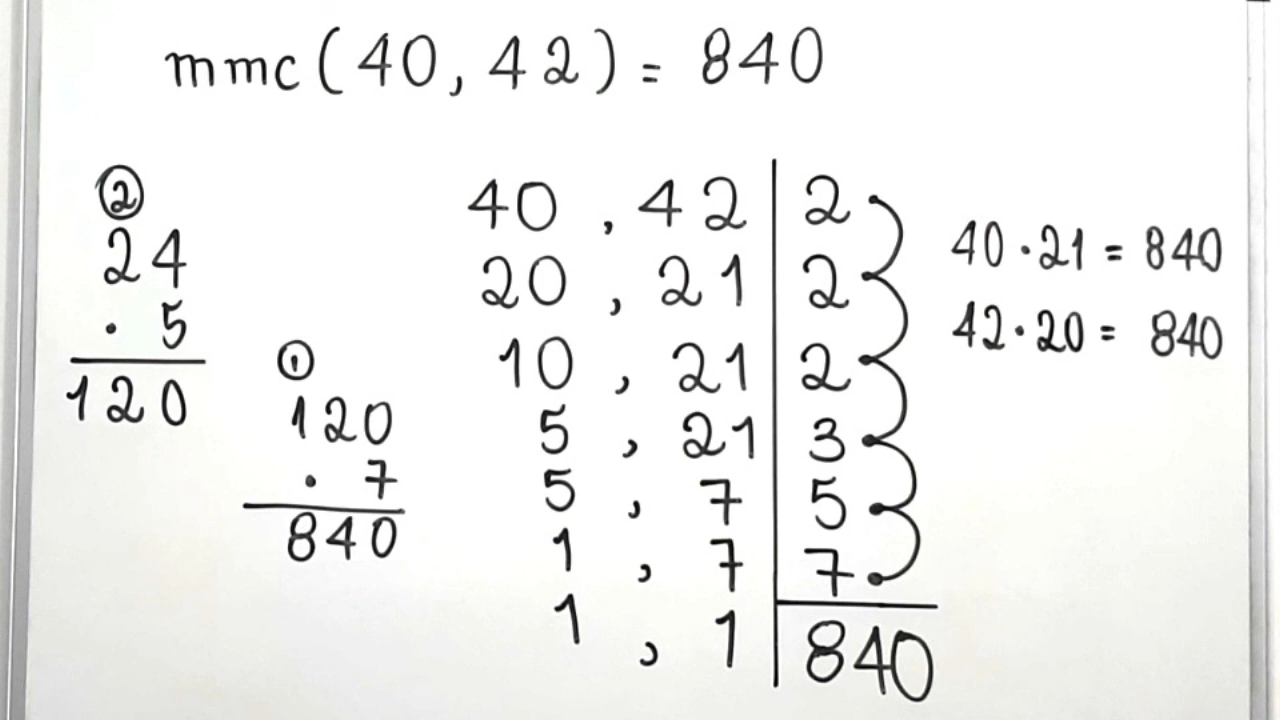 mmc(40, 42) = 840
②
24
. 5
120
①
120
. 7
840
40 , 42 | 2
20 , 21 | 2
10 , 21 | 2
5 , 21 | 3
5 , 7 | 5
1 , 7 | 7
1 , 1 | 840
40 · 21 = 840
42 · 20 = 840